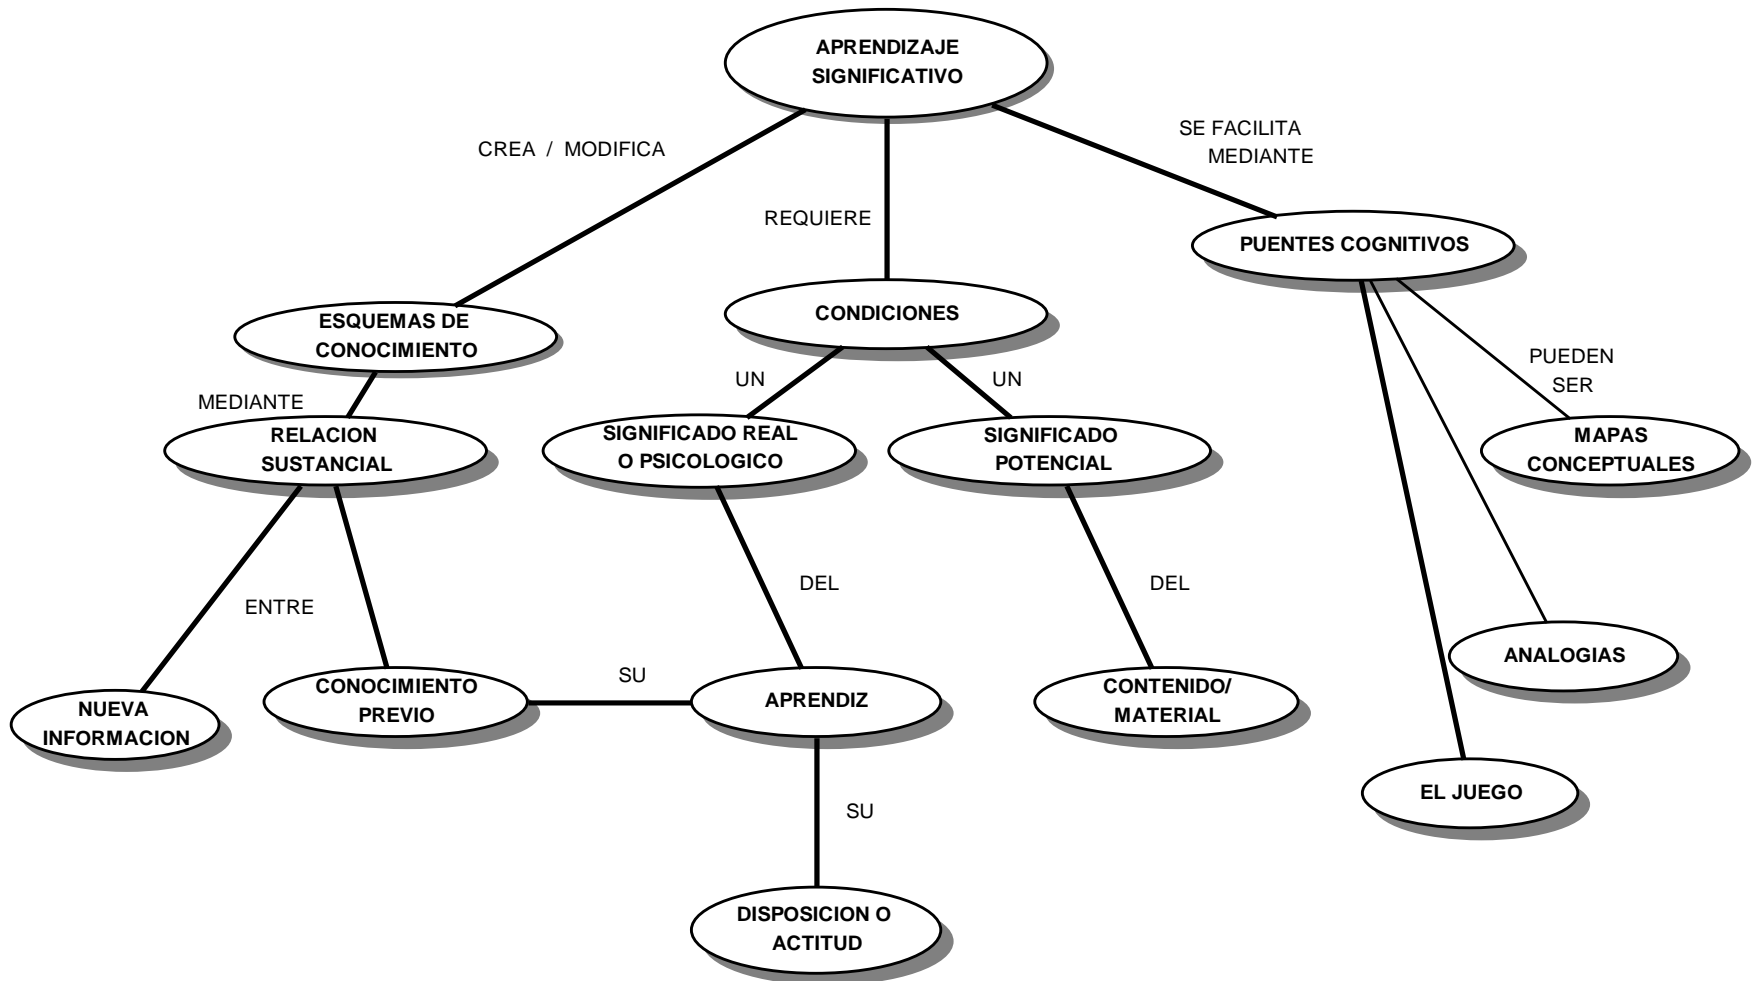 APRENDIZAJE
SIGNIFICATIVO
CREA / MODIFICA
SE FACILITA
MEDIANTE
REQUIERE
PUENTES COGNITIVOS
ESQUEMAS DE
CONOCIMIENTO
CONDICIONES
PUEDEN
SER
MEDIANTE
UN
UN
RELACION
SUSTANCIAL
SIGNIFICADO REAL
O PSICOLOGICO
SIGNIFICADO
POTENCIAL
MAPAS
CONCEPTUALES
ENTRE
DEL
DEL
ANALOGIAS
NUEVA
INFORMACION
CONOCIMIENTO
PREVIO
SU
APRENDIZ
CONTENIDO/
MATERIAL
EL JUEGO
SU
DISPOSICION O
ACTITUD